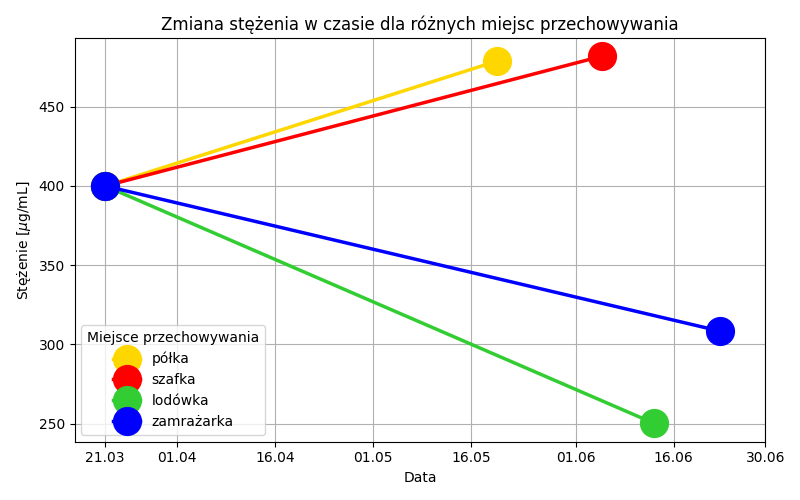 Zmiana stężenia w czasie dla różnych miejsc przechowywania
Stężenie [μg/mL]
450
400
350
300
250
Miejsce przechowywania
półka
szafka
lodówka
zamrażarka
21.03 01.04 16.04 01.05 16.05 01.06 16.06 30.06
Data